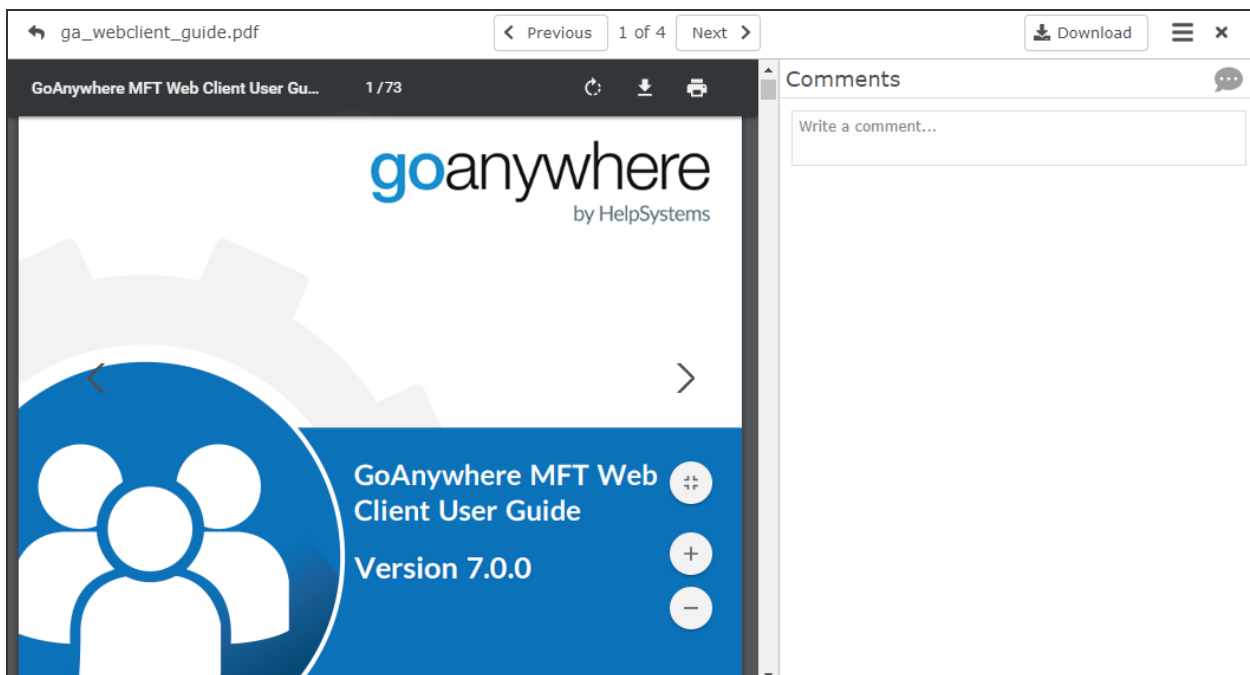 ga_webclient_guide.pdf
Previous
1 of 4
Next
Download
GoAnywhere MFT Web Client User Gu...
1/73
Comments
Write a comment...
goanywhere
by HelpSystems
GoAnywhere MFT Web
Client User Guide
Version 7.0.0